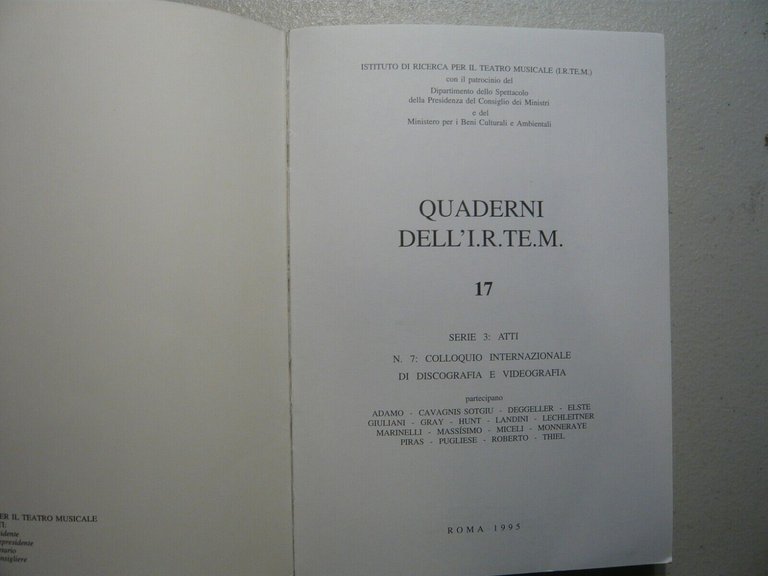 ER IL TEATRO MUSICALE
TI:
idente
epresidente
etario
nsigliere
ISTITUTO DI RICERCA PER IL TEATRO MUSICALE (I.R.TE.M.)
con il patrocinio del
Dipartimento dello Spettacolo
della Presidenza del Consiglio dei Ministri
e del
Ministero per i Beni Culturali e Ambientali
QUADERNI
DELL'I.R.TE.M.
17
SERIE 3: ATTI
N. 7: COLLOQUIO INTERNAZIONALE
DI DISCOGRAFIA E VIDEOGRAFIA
partecipano
ADAMO - CAVAGNIS SOTGIU - DEGGELLER - ELSTE
GIULIANI - GRAY - HUNT - LANDINI - LECHLEITNER
MARINELLI - MASSÍSIMO - MICELI - MONNERAYE
PIRAS - PUGLIESE - ROBERTO - THIEL
ROMA 1995